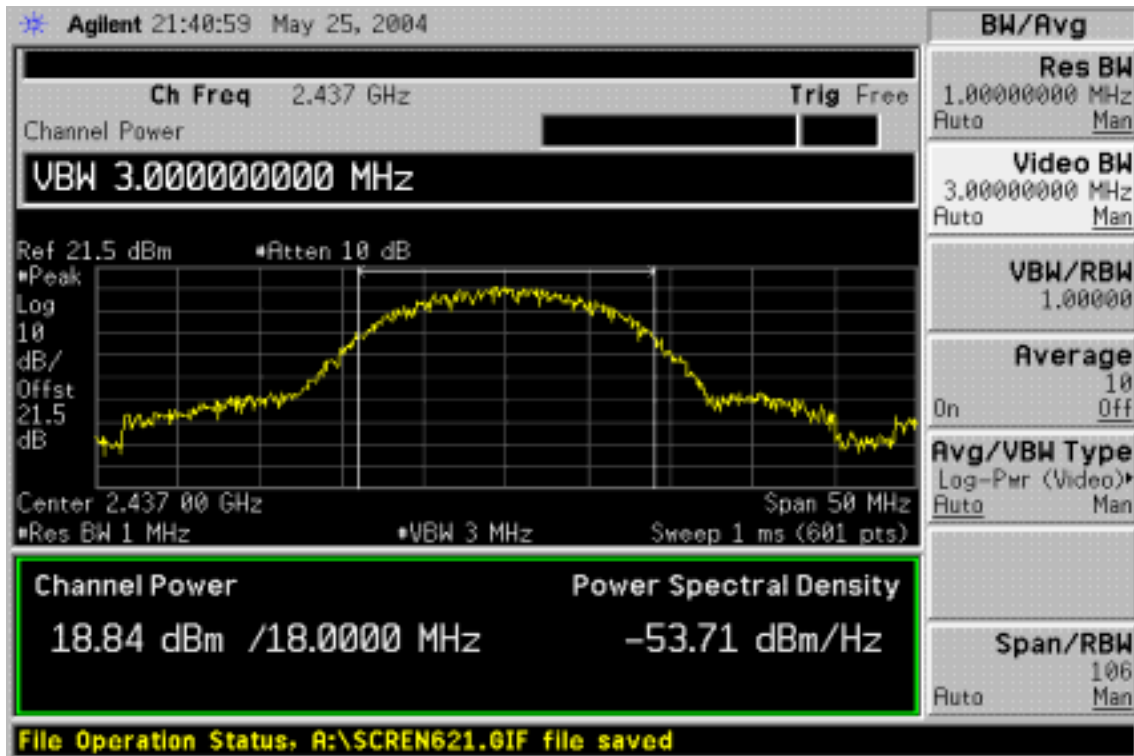 Agilent 21:40:59 May 25, 2004
BW/Avg
Ch Freq 2.437 GHz
Trig Free
Channel Power
VBW 3.000000000 MHz
Ref 21.5 dBm
#Atten 10 dB
#Peak
Log
10
dB/
Offst
21.5
dB
Center 2.437 00 GHz
Span 50 MHz
#Res BW 1 MHz
#VBW 3 MHz
Sweep 1 ms (601 pts)
Channel Power
Power Spectral Density
18.84 dBm /18.0000 MHz
-53.71 dBm/Hz
Res BW
1.00000000 MHz
Auto Man
Video BW
3.00000000 MHz
Auto Man
VBW/RBW
1.00000
Average
10
On Off
Avg/VBW Type
Log-Pwr (Video)
Auto Man
Span/RBW
106
Auto Man
File Operation Status, A:\SCREN621.GIF file saved